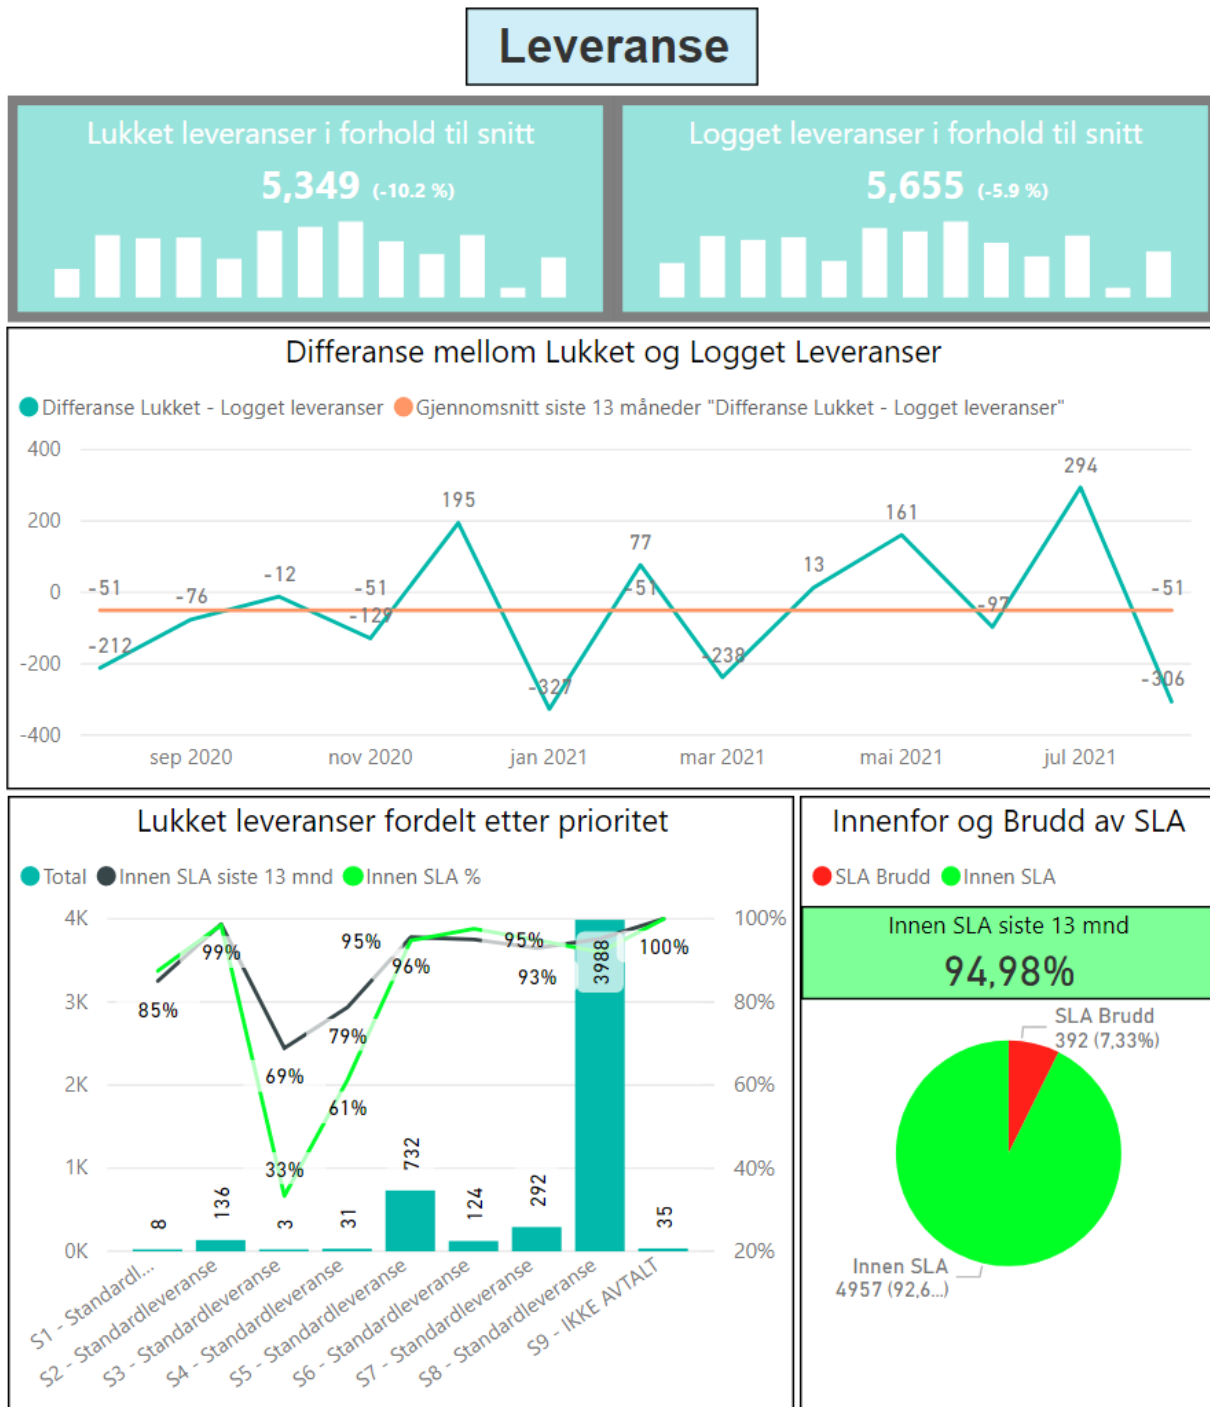 Leveranse
Lukket leveranser i forhold til snitt
5,349 (-10.2 %)
Logget leveranser i forhold til snitt
5,655 (-5.9 %)
Differanse mellom Lukket og Logget Leveranser
Differanse Lukket - Logget leveranser Gjennomsnitt siste 13 måneder "Differanse Lukket - Logget leveranser"
400
200
0
-200
-400
-51
-212
-76
-12
-51
-129
195
-327
77
-51
-238
13
161
-97
294
-51
-306
sep 2020 nov 2020 jan 2021 mar 2021 mai 2021 jul 2021
Lukket leveranser fordelt etter prioritet
Total Innen SLA siste 13 mnd Innen SLA %
4K
3K
2K
1K
0K
100%
80%
60%
40%
20%
85%
99%
69%
33%
79%
61%
95%
96%
95%
93%
100%
8
136
3
31
732
124
292
3988
35
S1 - Standardl...
S2 - Standardleveranse
S3 - Standardleveranse
S4 - Standardleveranse
S5 - Standardleveranse
S6 - Standardleveranse
S7 - Standardleveranse
S8 - Standardleveranse
S9 - IKKE AVTALT
Innenfor og Brudd av SLA
SLA Brudd Innen SLA
Innen SLA siste 13 mnd
94,98%
SLA Brudd
392 (7,33%)
Innen SLA
4957 (92,6...)